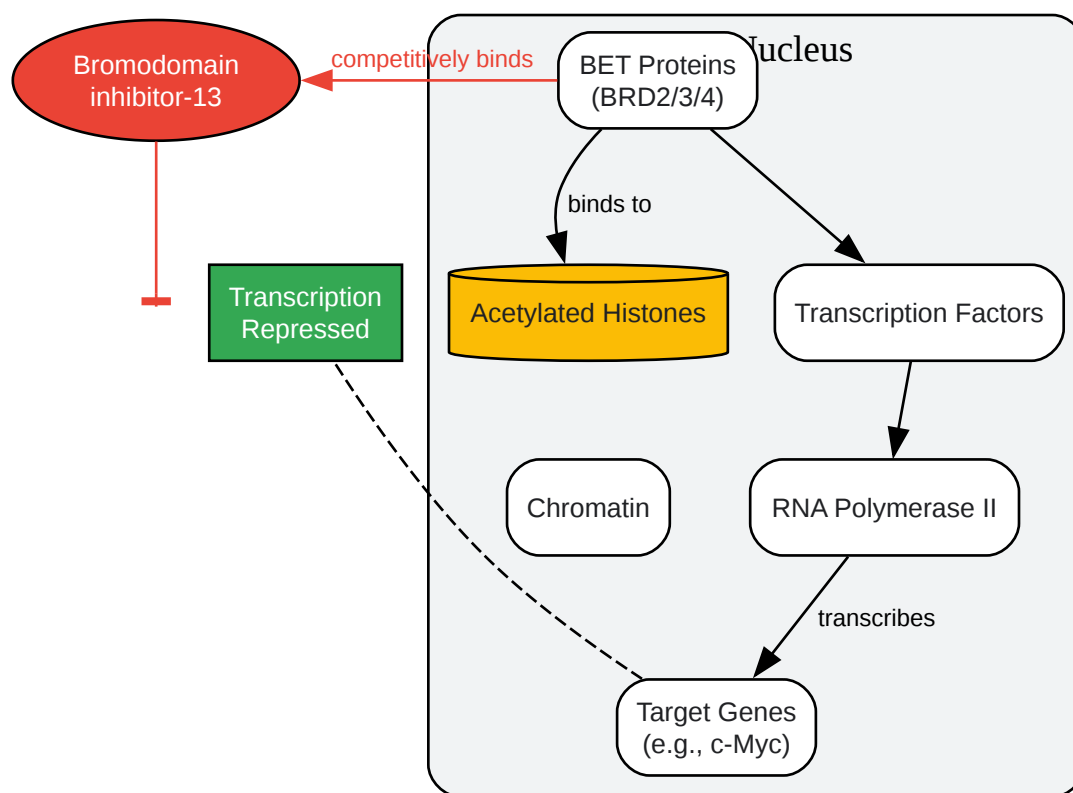 Nucleus
Bromodomain
inhibitor-13
competitively binds
BET Proteins
(BRD2/3/4)
binds to
Transcription
Repressed
Acetylated Histones
Transcription Factors
Chromatin
RNA Polymerase II
transcribes
Target Genes
(e.g., c-Myc)